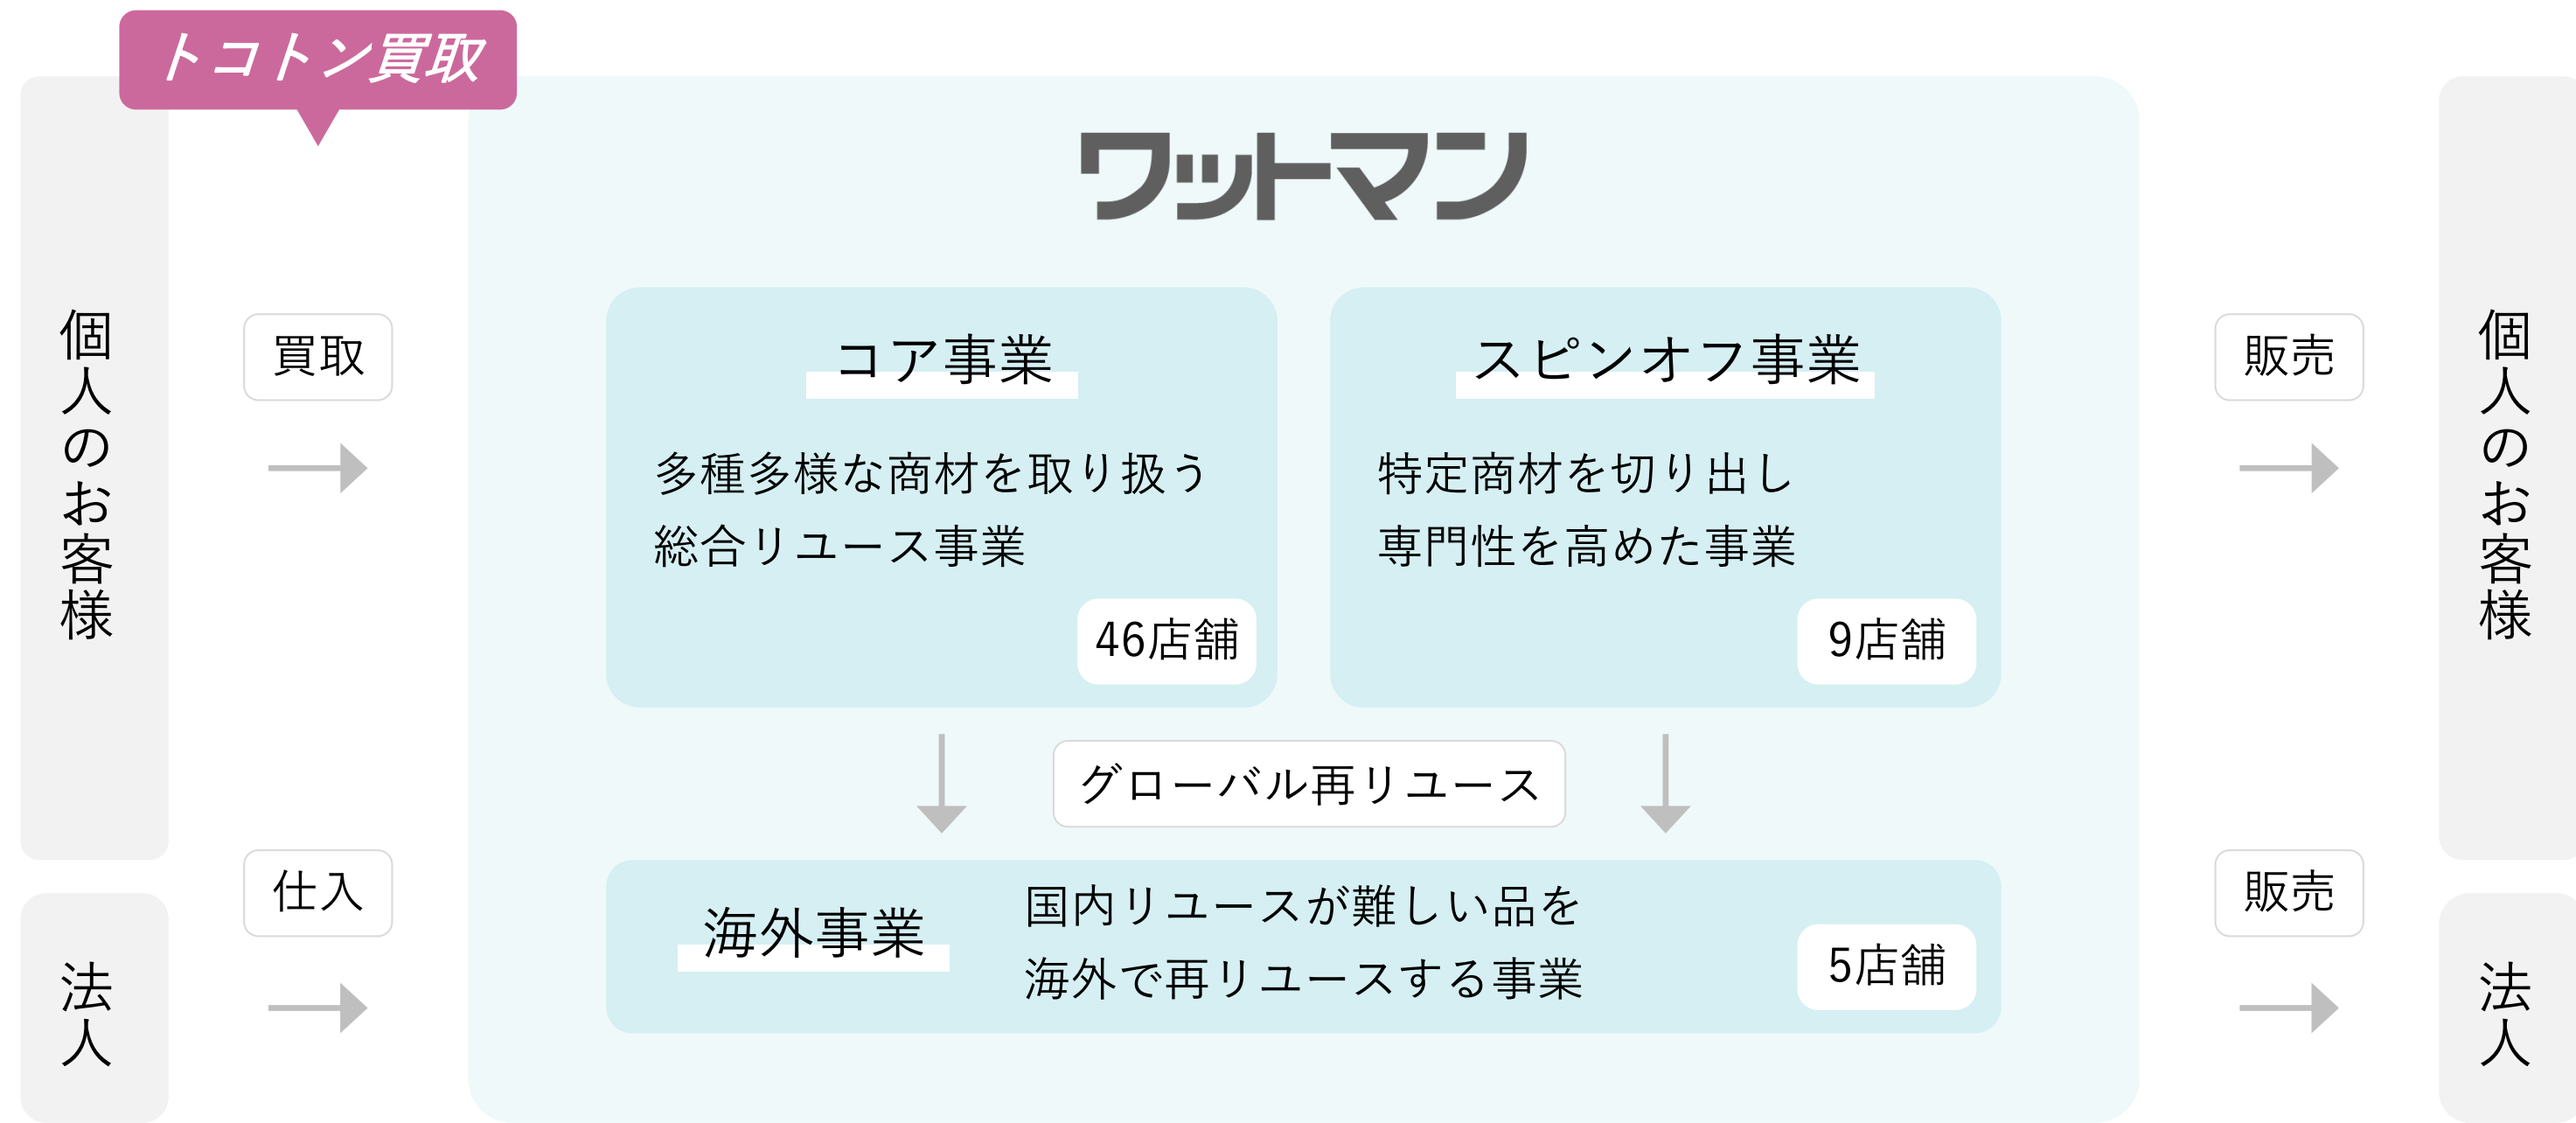 トコトン買取
個人のお客様
法人
買取
仕入
ワットマン
コア事業
多種多様な商材を取り扱う
総合リユース事業
46店舗
スピンオフ事業
特定商材を切り出し
専門性を高めた事業
9店舗
グローバル再リユース
海外事業
国内リユースが難しい品を
海外で再リユースする事業
5店舗
販売
販売
個人のお客様
法人